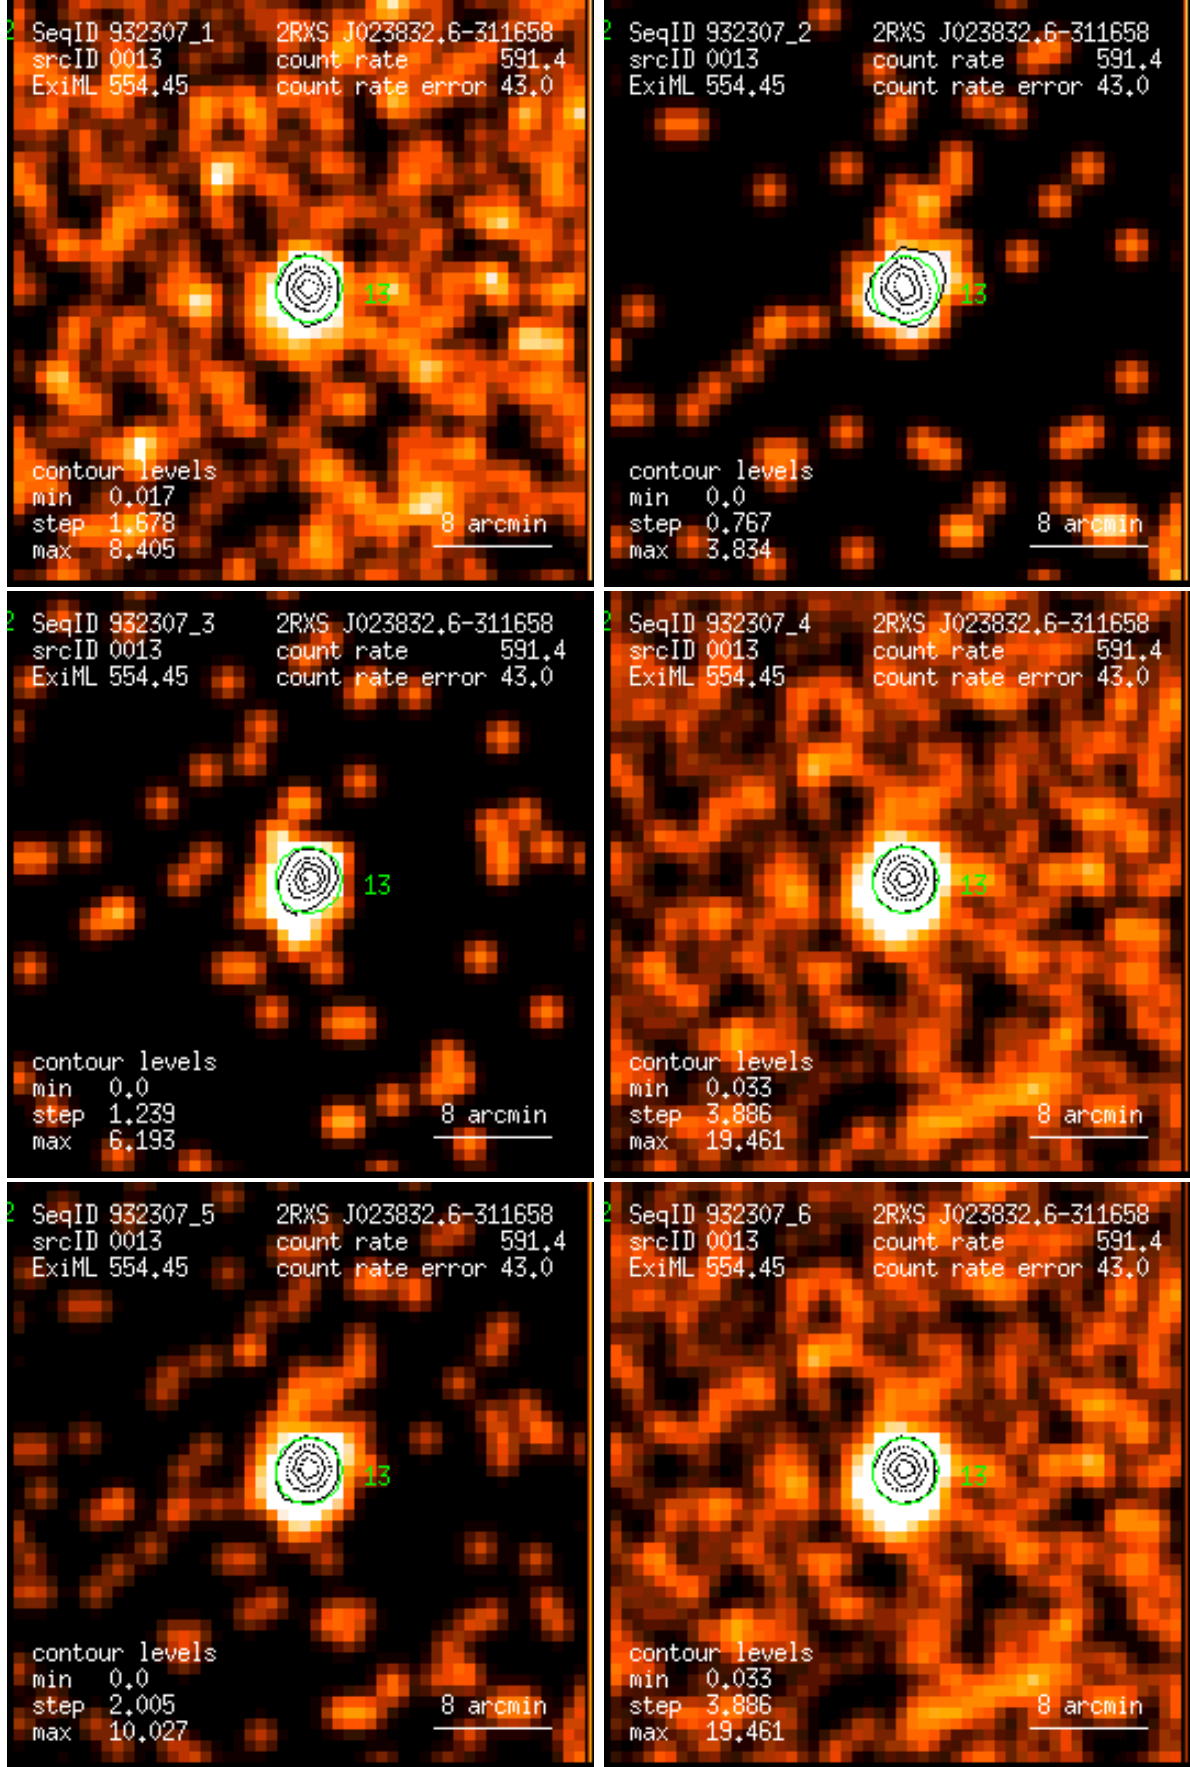 2 SeqID 932307_1 2RXS J023832.6-311658
srcID 0013 count rate 591.4
ExiML 554.45 count rate error 43.0
13
contour levels
min 0.017
step 1.678 8 arcmin
max 8.405
2 SeqID 932307_2 2RXS J023832.6-311658
srcID 0013 count rate 591.4
ExiML 554.45 count rate error 43.0
13
contour levels
min 0.0
step 0.767 8 arcmin
max 3.834
2 SeqID 932307_3 2RXS J023832.6-311658
srcID 0013 count rate 591.4
ExiML 554.45 count rate error 43.0
13
contour levels
min 0.0
step 1.239 8 arcmin
max 6.193
2 SeqID 932307_4 2RXS J023832.6-311658
srcID 0013 count rate 591.4
ExiML 554.45 count rate error 43.0
13
contour levels
min 0.033
step 3.886 8 arcmin
max 19.461
2 SeqID 932307_5 2RXS J023832.6-311658
srcID 0013 count rate 591.4
ExiML 554.45 count rate error 43.0
13
contour levels
min 0.0
step 2.005 8 arcmin
max 10.027
2 SeqID 932307_6 2RXS J023832.6-311658
srcID 0013 count rate 591.4
ExiML 554.45 count rate error 43.0
13
contour levels
min 0.033
step 3.886 8 arcmin
max 19.461